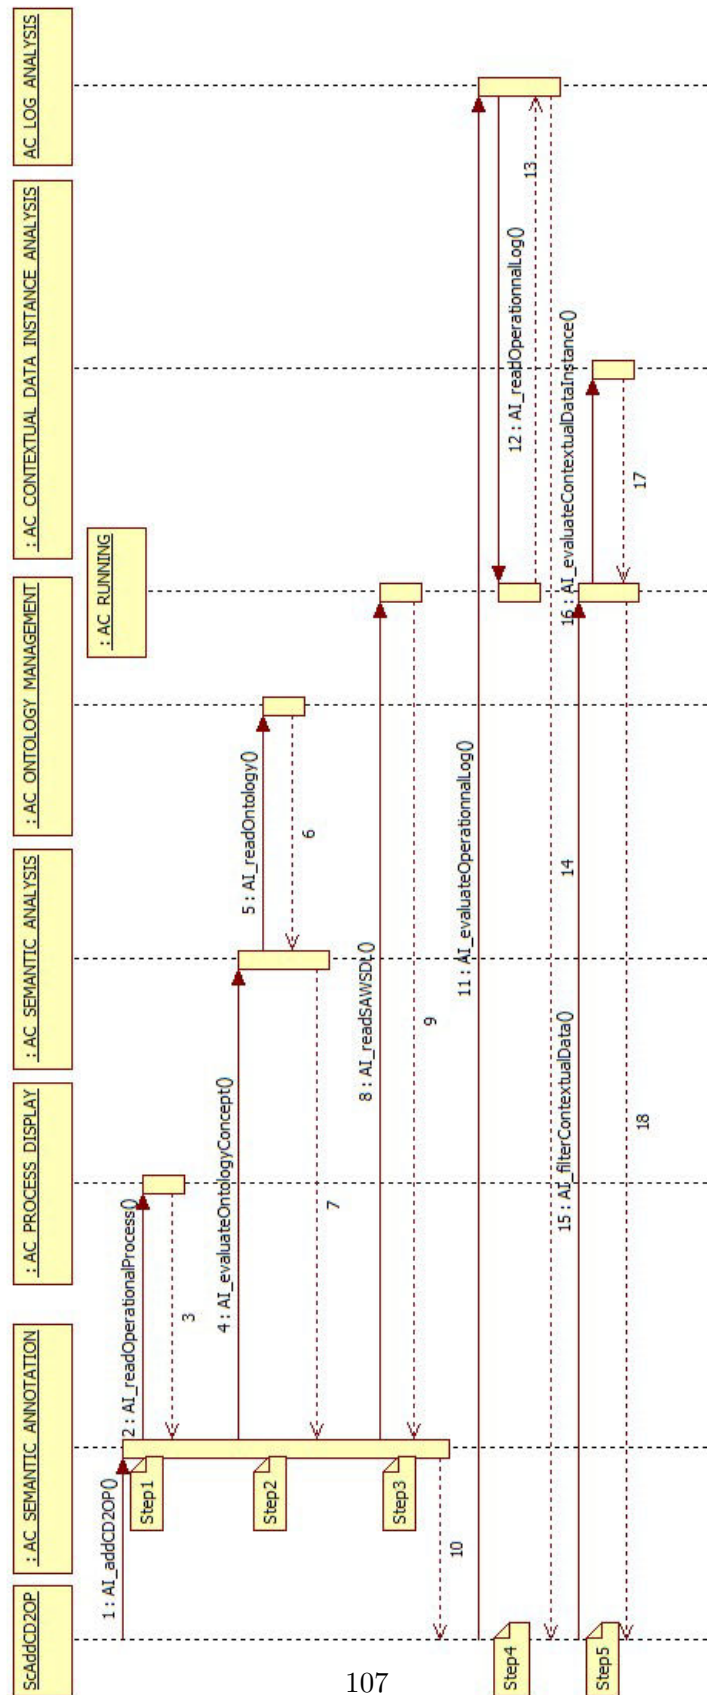 ScAddCD2OP
: AC SEMANTIC ANNOTATION
: AC PROCESS DISPLAY
: AC SEMANTIC ANALYSIS
: AC ONTOLOGY MANAGEMENT
: AC RUNNING
: AC CONTEXTUAL DATA INSTANCE ANALYSIS
AC LOG ANALYSIS
1 : AI_addCD2OP()
Step1
2 : AI_readOperationalProcess()
3
Step2
4 : AI_evaluateOntologyConcept()
5 : AI_readOntology()
6
7
Step3
8 : AI_readSAWSDL()
9
10
Step4
11 : AI_evaluateOperationnalLog()
12 : AI_readOperationnalLog()
13
14
Step5
15 : AI_filterContextualData()
16 : AI_evaluateContextualDataInstance()
17
18
107